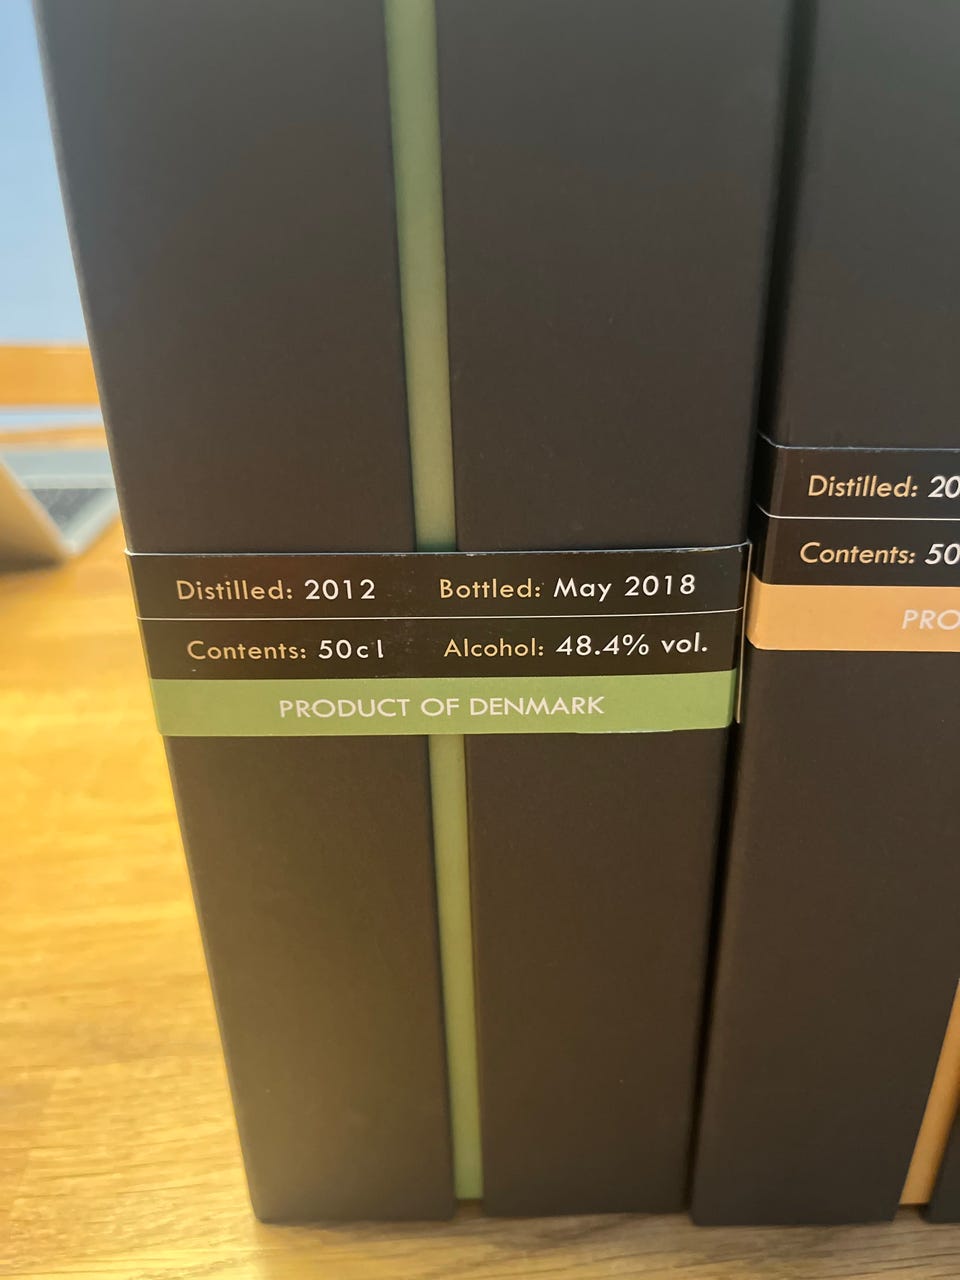 Distilled: 2012 Bottled: May 2018
Contents: 50cl Alcohol: 48.4% vol.
PRODUCT OF DENMARK
Distilled:
Contents: